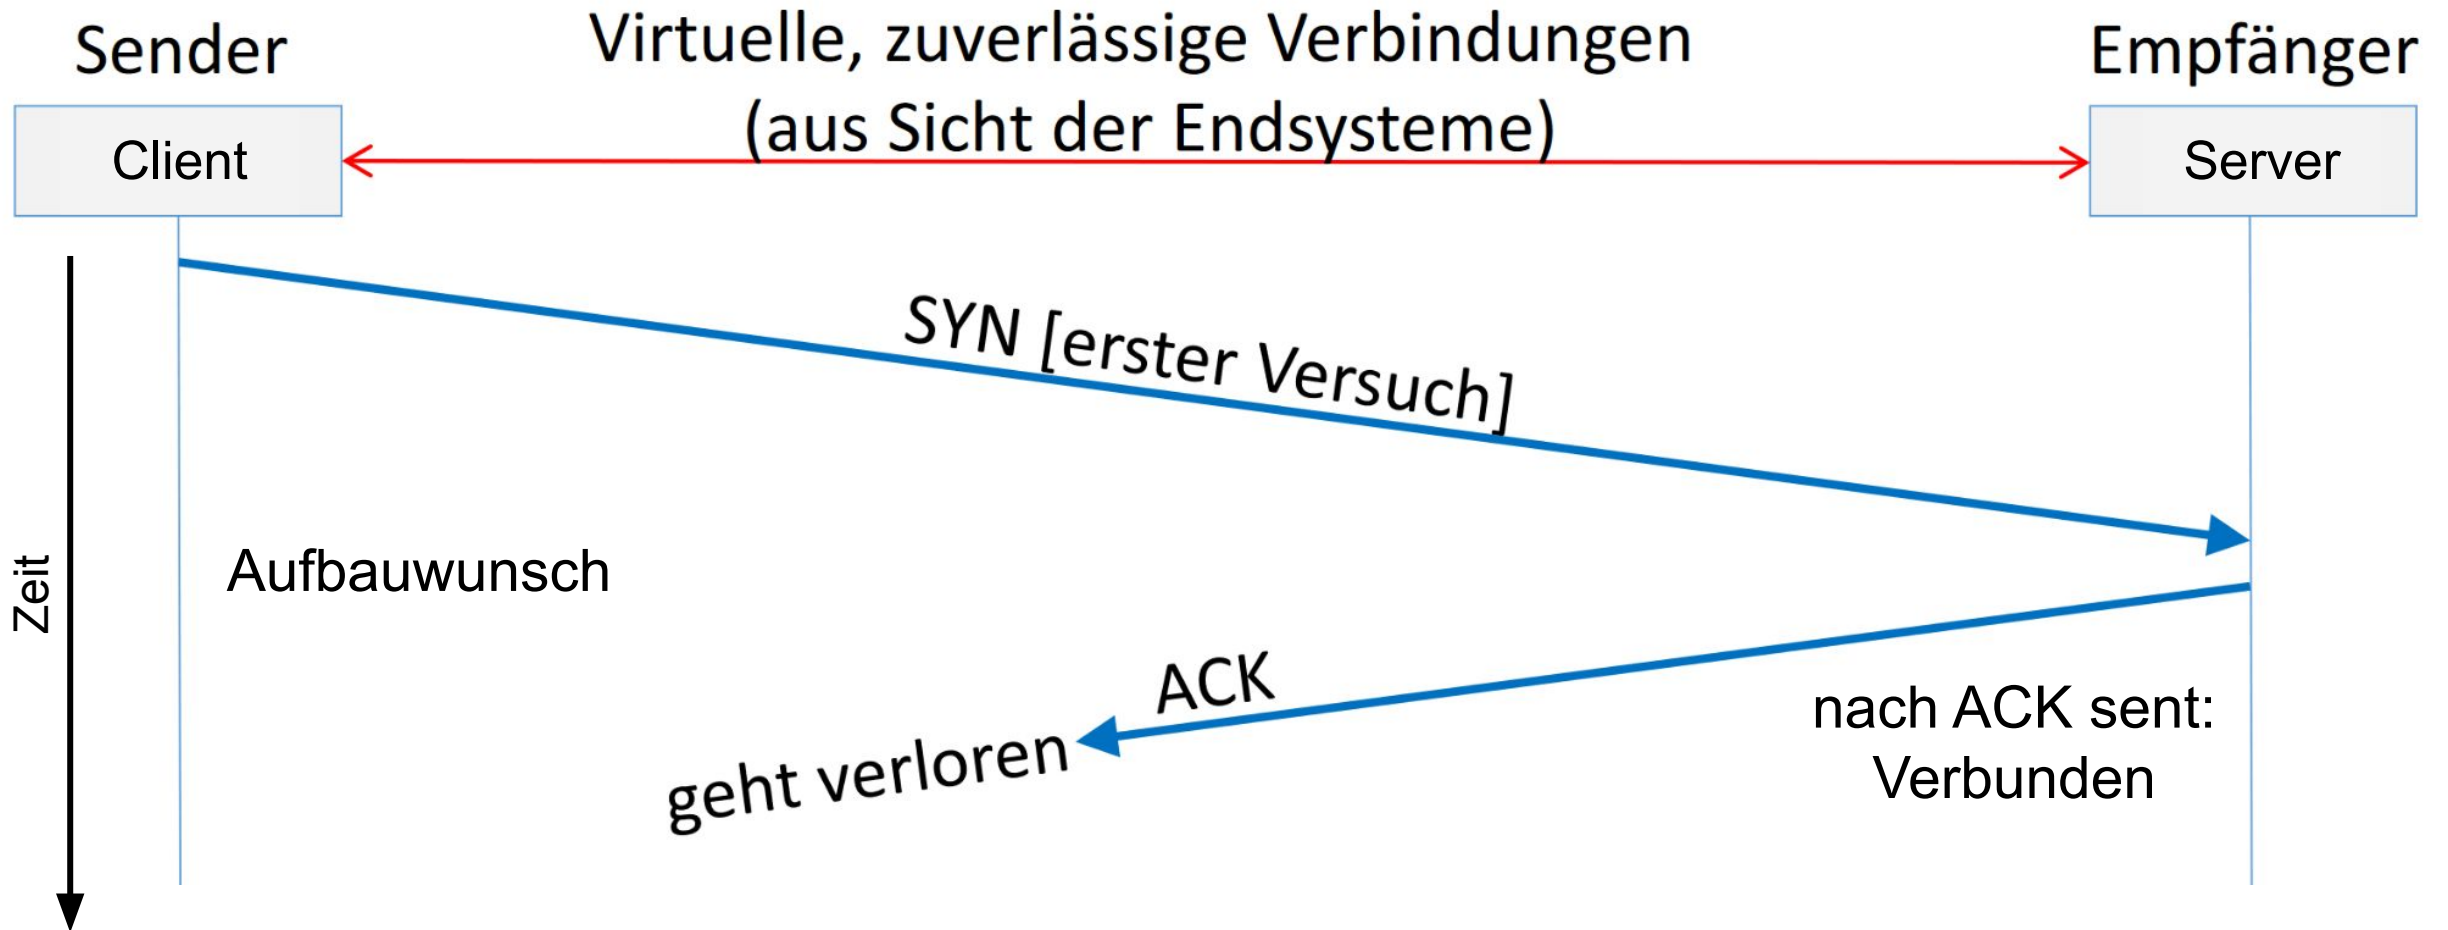 Sender
Virtuelle, zuverlässige Verbindungen
(aus Sicht der Endsysteme)
Empfänger
Client
Server
SYN [erster Versuch]
Zeit
Aufbauwunsch
ACK
geht verloren
nach ACK sent:
Verbunden